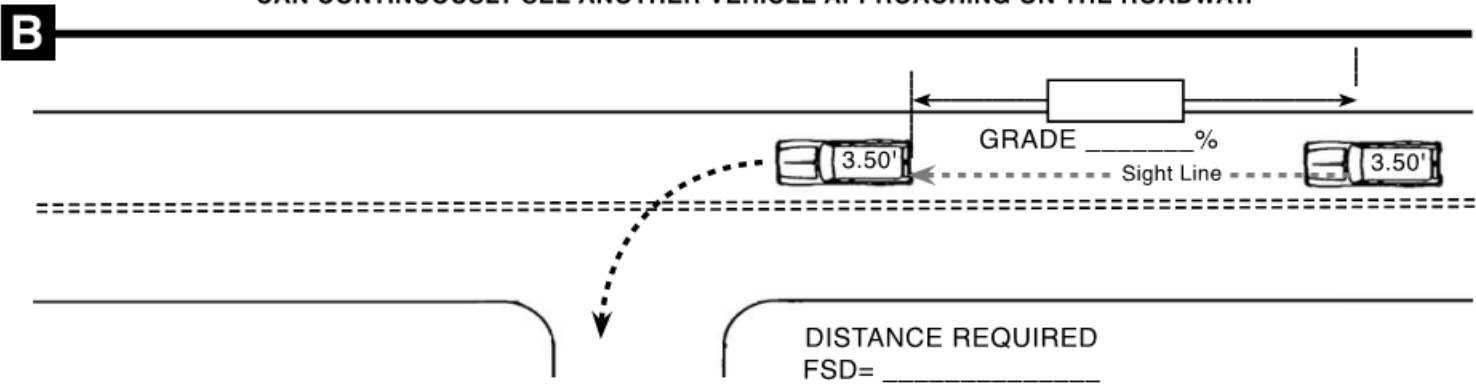 CAN CONTINUOUSLY SEE ANOTHER VEHICLE APPROACHING ON THE ROADWAY.
B
GRADE _______%
3.50'
3.50'
Sight Line
DISTANCE REQUIRED
FSD= ______________